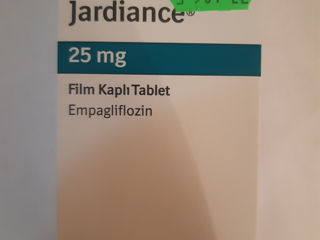 Jardiance®
25 mg
Film Kaplı Tablet
Empagliflozin